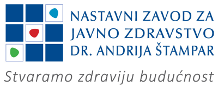 NASTAVNI ZAVOD ZA
JAVNO ZDRAVSTVO
DR. ANDRIJA ŠTAMPAR
Stvaramo zdraviju budućnost